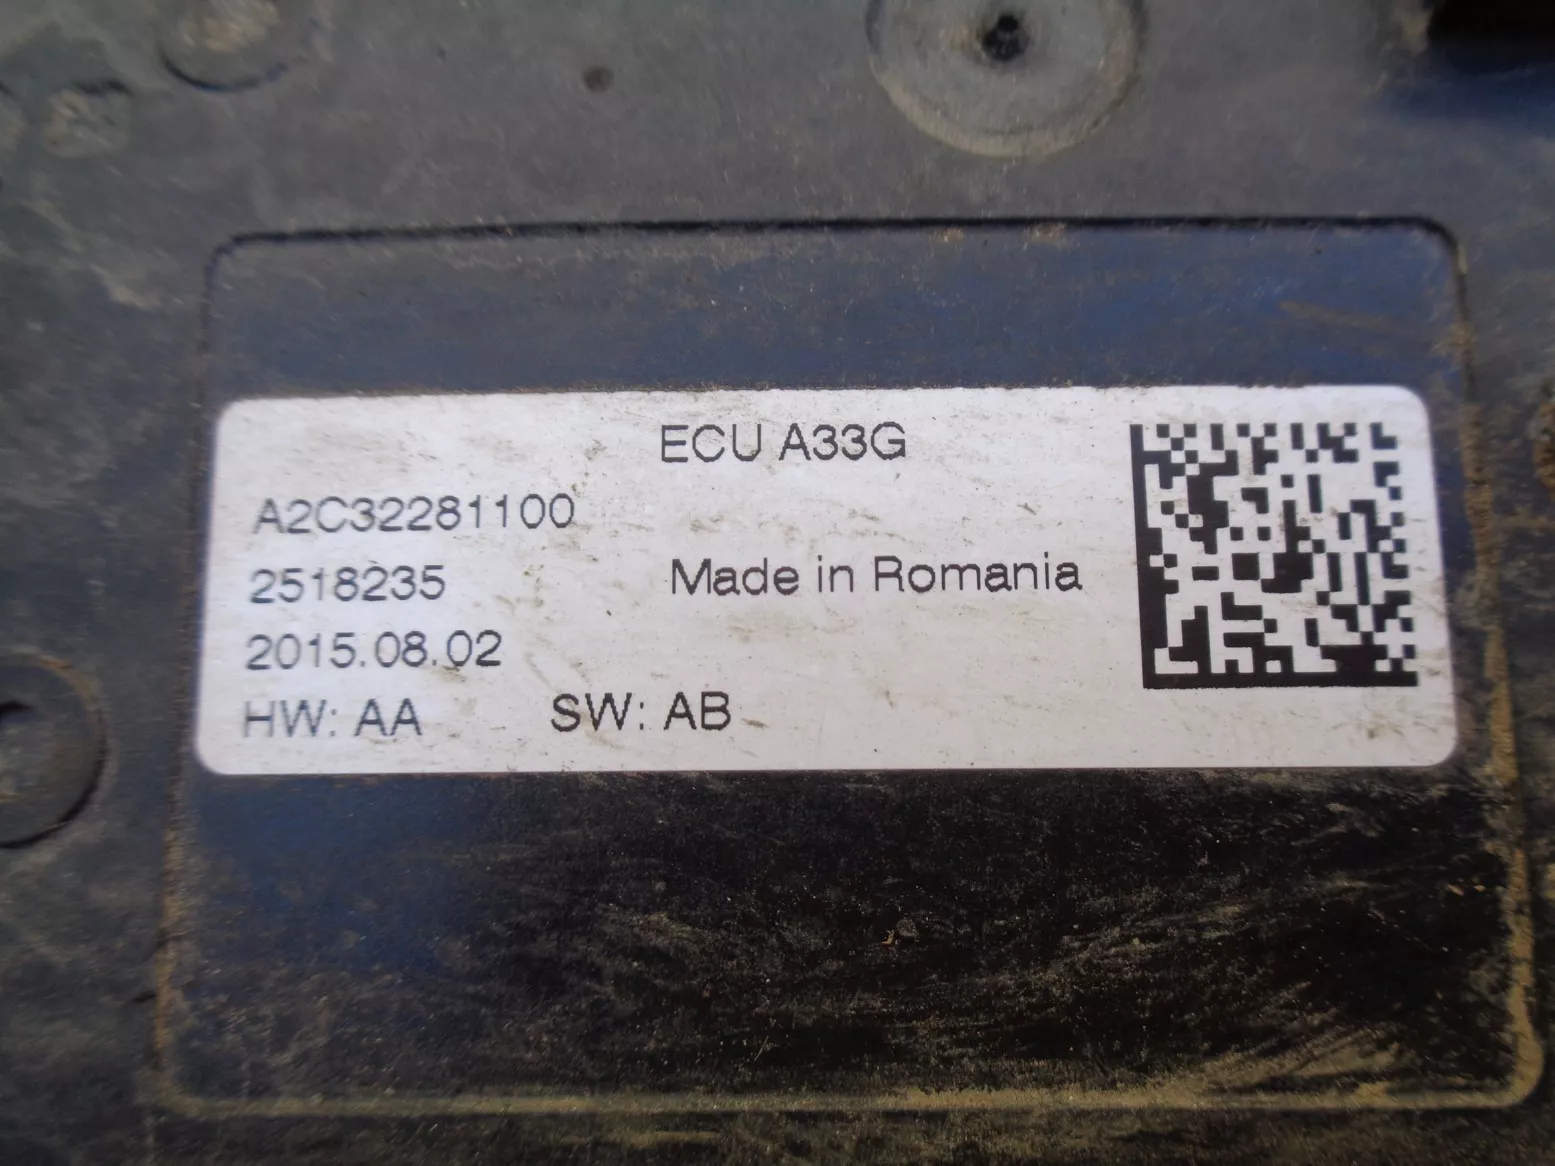 ECU A33G
A2C32281100
2518235
Made in Romania
2015.08.02
HW: AA SW: AB